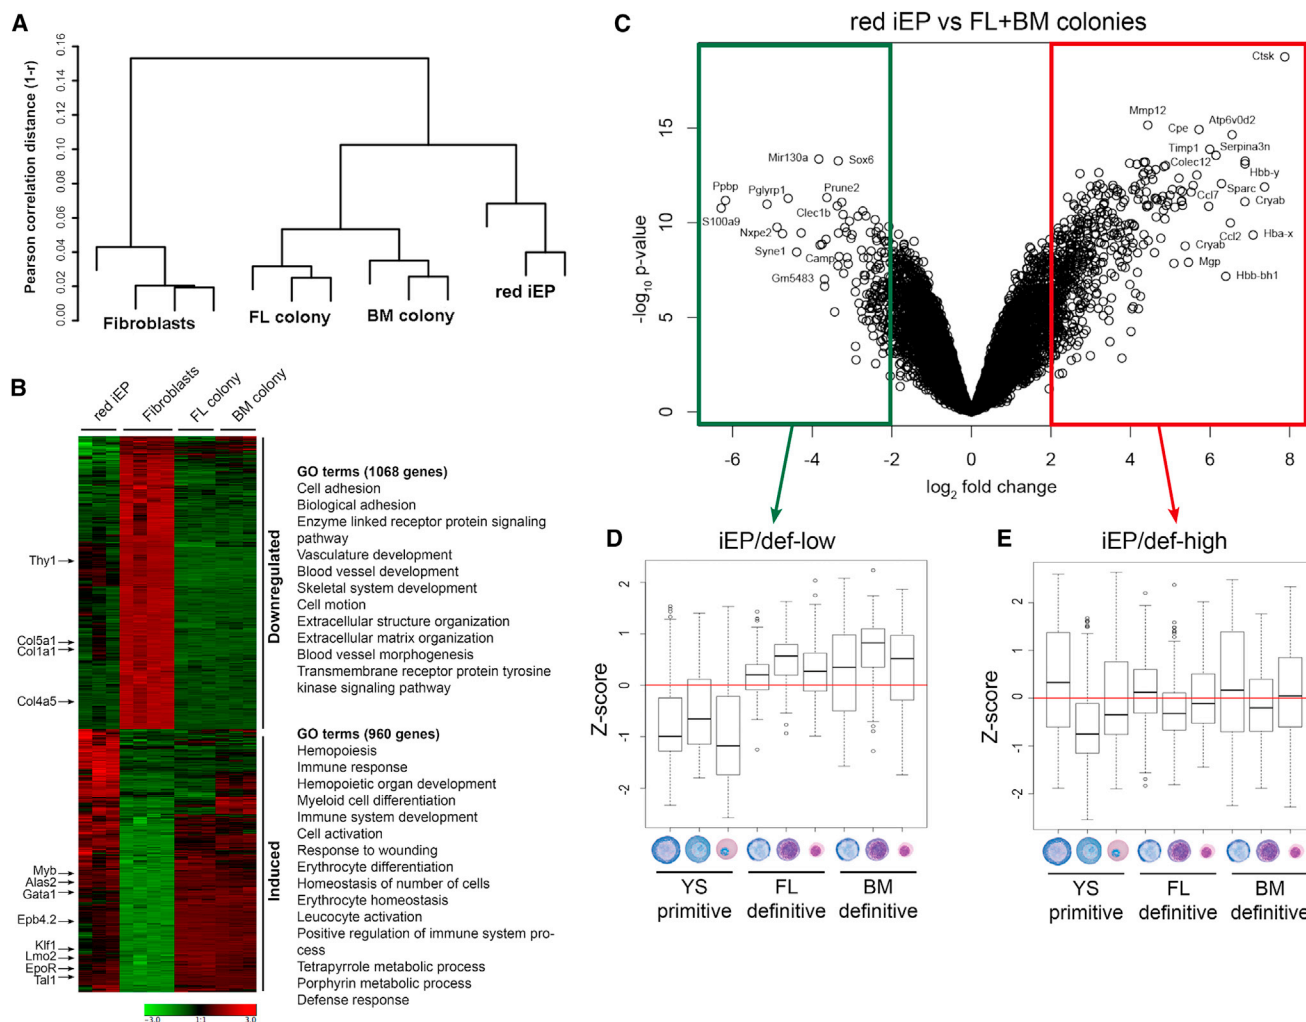 A
Pearson correlation distance (1-r)
0.16
0.14
0.12
0.10
0.08
0.06
0.04
0.02
0.00
Fibroblasts
FL colony
BM colony
red iEP
B
red iEP
Fibroblasts
FL colony
BM colony
Thy1
Col5a1
Col1a1
Col4a5
Myb
Alas2
Gata1
Epb4.2
Klf1
Lmo2
EpoR
Tal1
−3.0
1:1
3.0
Downregulated
Induced
GO terms (1068 genes)
Cell adhesion
Biological adhesion
Enzyme linked receptor protein signaling
pathway
Vasculature development
Blood vessel development
Skeletal system development
Cell motion
Extracellular structure organization
Extracellular matrix organization
Blood vessel morphogenesis
Transmembrane receptor protein tyrosine
kinase signaling pathway
GO terms (960 genes)
Hemopoiesis
Immune response
Hemopoietic organ development
Myeloid cell differentiation
Immune system development
Cell activation
Response to wounding
Erythrocyte differentiation
Homeostasis of number of cells
Erythrocyte homeostasis
Leucocyte activation
Positive regulation of immune system pro-
cess
Tetrapyrrole metabolic process
Porphyrin metabolic process
Defense response
C
red iEP vs FL+BM colonies
-log10 p-value
15
10
5
0
Ctsk
Mmp12
Cpe
Atp6v0d2
Timp1
Serpina3n
Colec12
Hbb-y
Sparc
Ccl7
Cryab
Ccl2
Hba-x
Cryab
Mgp
Hbb-bh1
Mir130a
Sox6
Ppbp
Pglyrp1
Prune2
S100a9
Clec1b
Nxpe2
Syne1
Camp
Gm5483
-6
-4
-2
0
2
4
6
8
log2 fold change
D
iEP/def-low
Z-score
2
1
0
-1
-2
YS
primitive
FL
definitive
BM
definitive
E
iEP/def-high
Z-score
2
1
0
-1
-2
YS
primitive
FL
definitive
BM
definitive